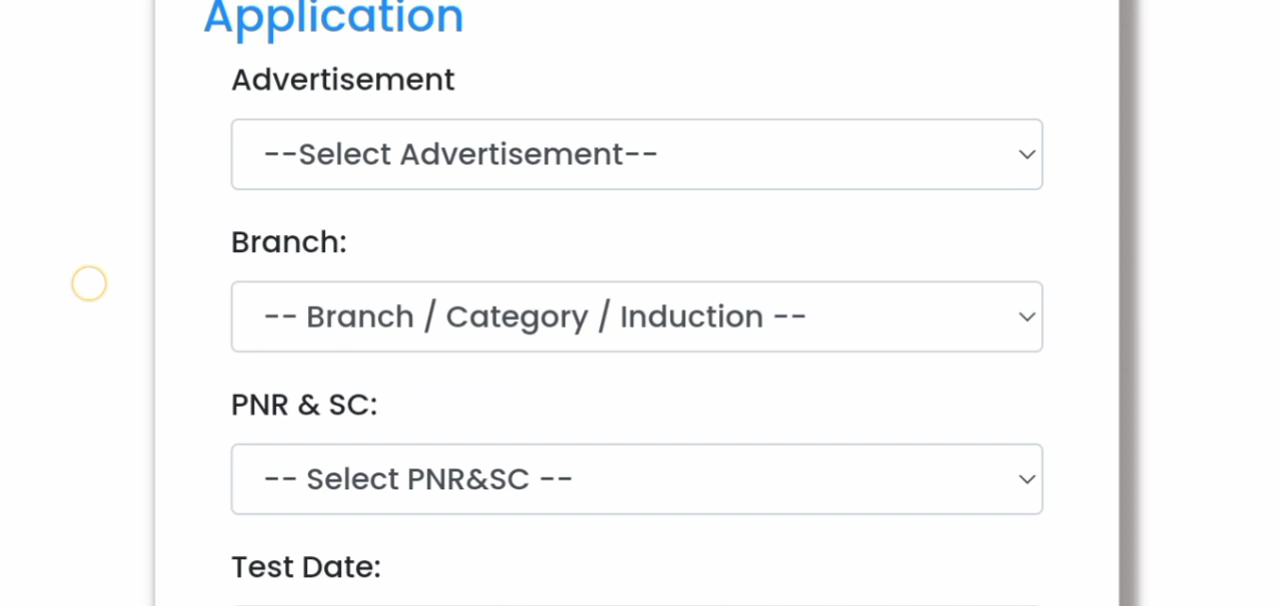 Application
Advertisement
--Select Advertisement--
Branch:
-- Branch / Category / Induction --
PNR & SC:
-- Select PNR&SC --
Test Date: